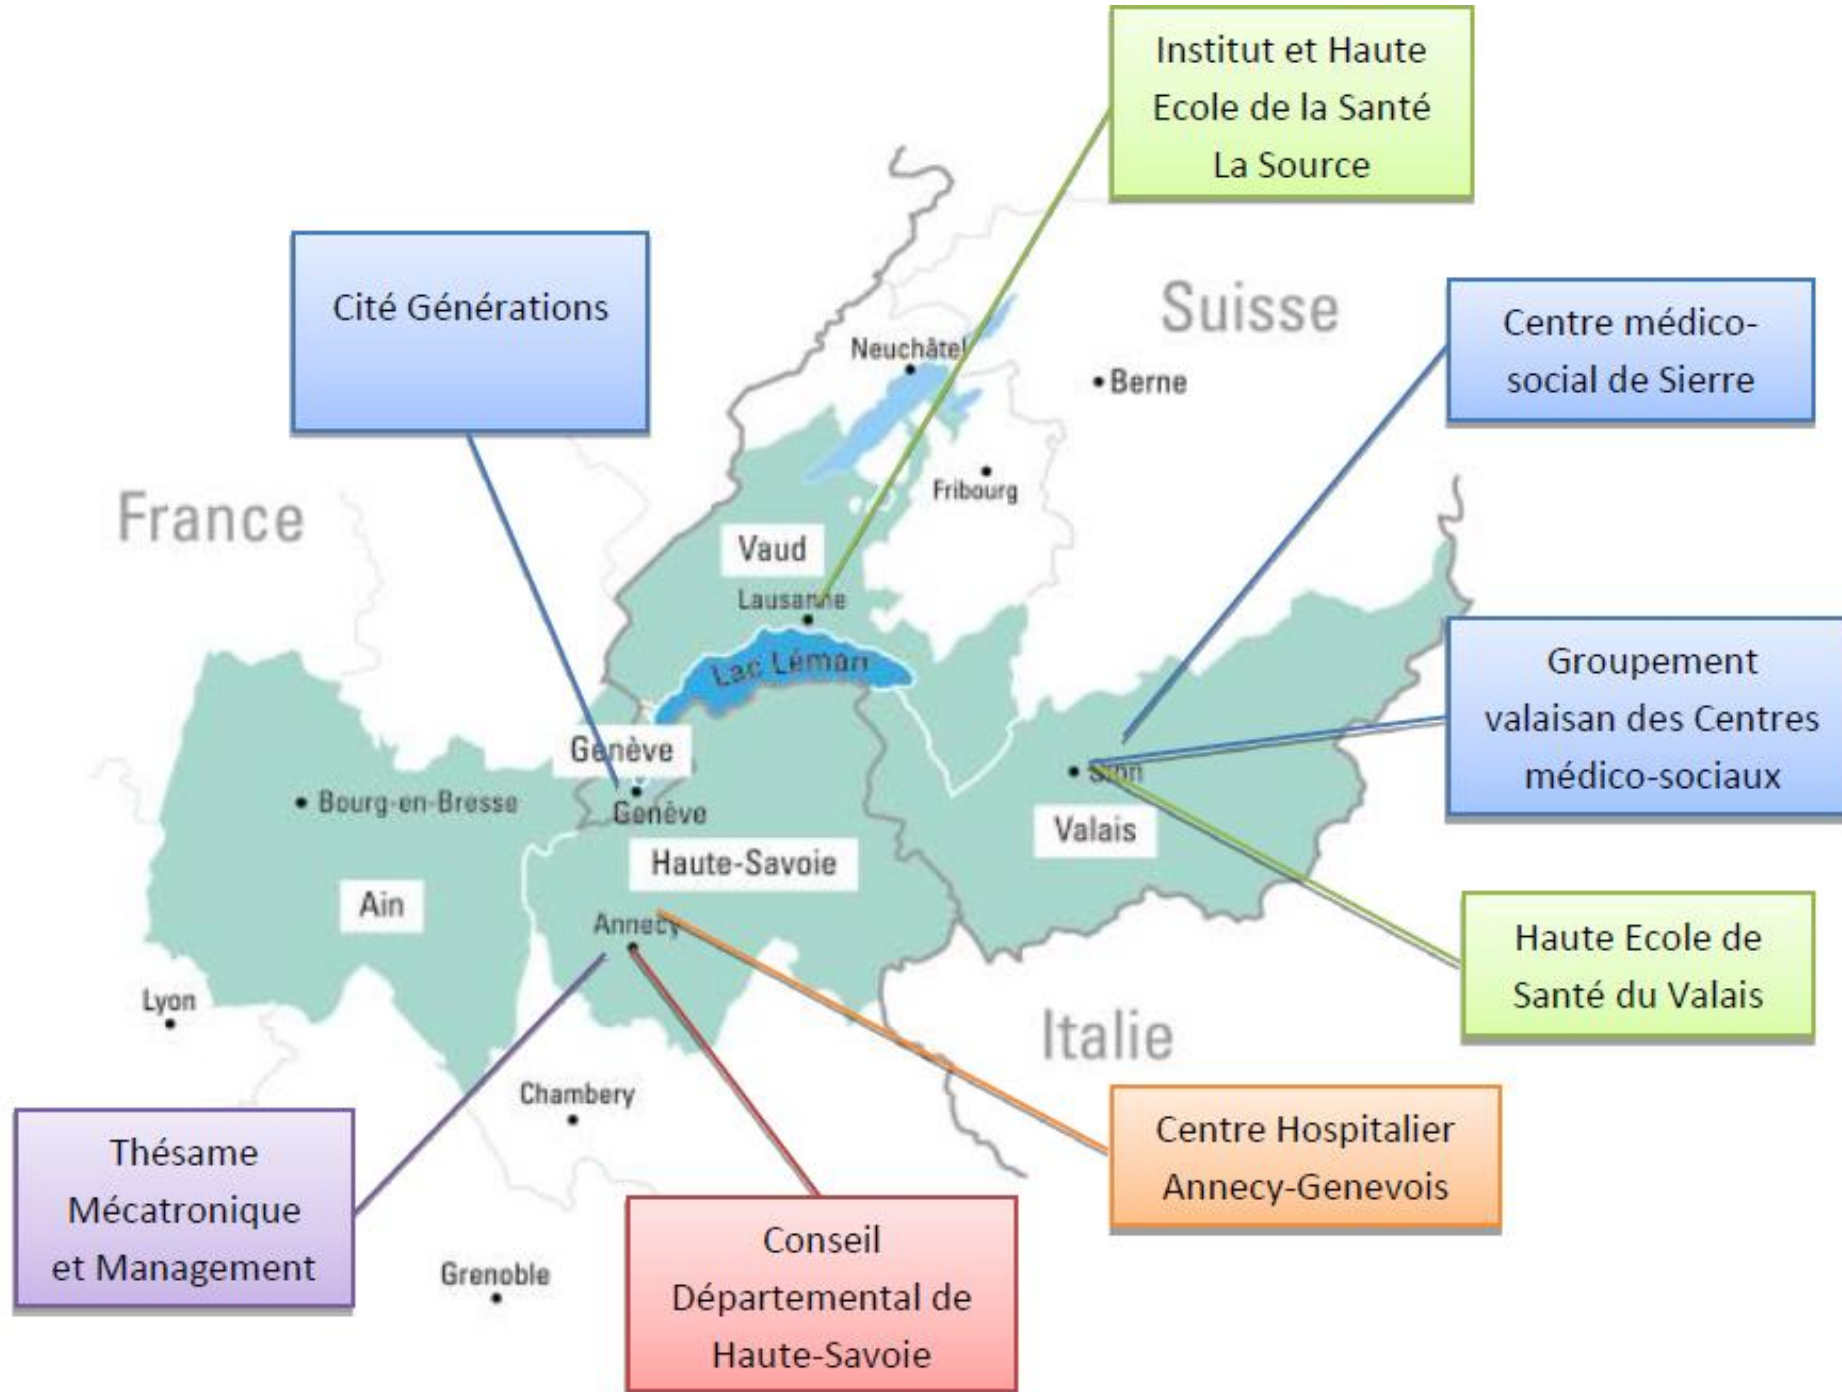 Institut et Haute
Ecole de la Santé
La Source
Cité Générations
Suisse
Centre médico-
social de Sierre
Neuchâtel
Berne
France
Fribourg
Vaud
Lausanne
Lac Léman
Groupement
valaisan des Centres
médico-sociaux
Genève
Sion
Bourg-en-Bresse
Genève
Valais
Haute-Savoie
Ain
Annecy
Haute Ecole de
Santé du Valais
Lyon
Italie
Chambery
Centre Hospitalier
Annecy-Genevois
Thésame
Mécatronique
et Management
Conseil
Départemental de
Haute-Savoie
Grenoble